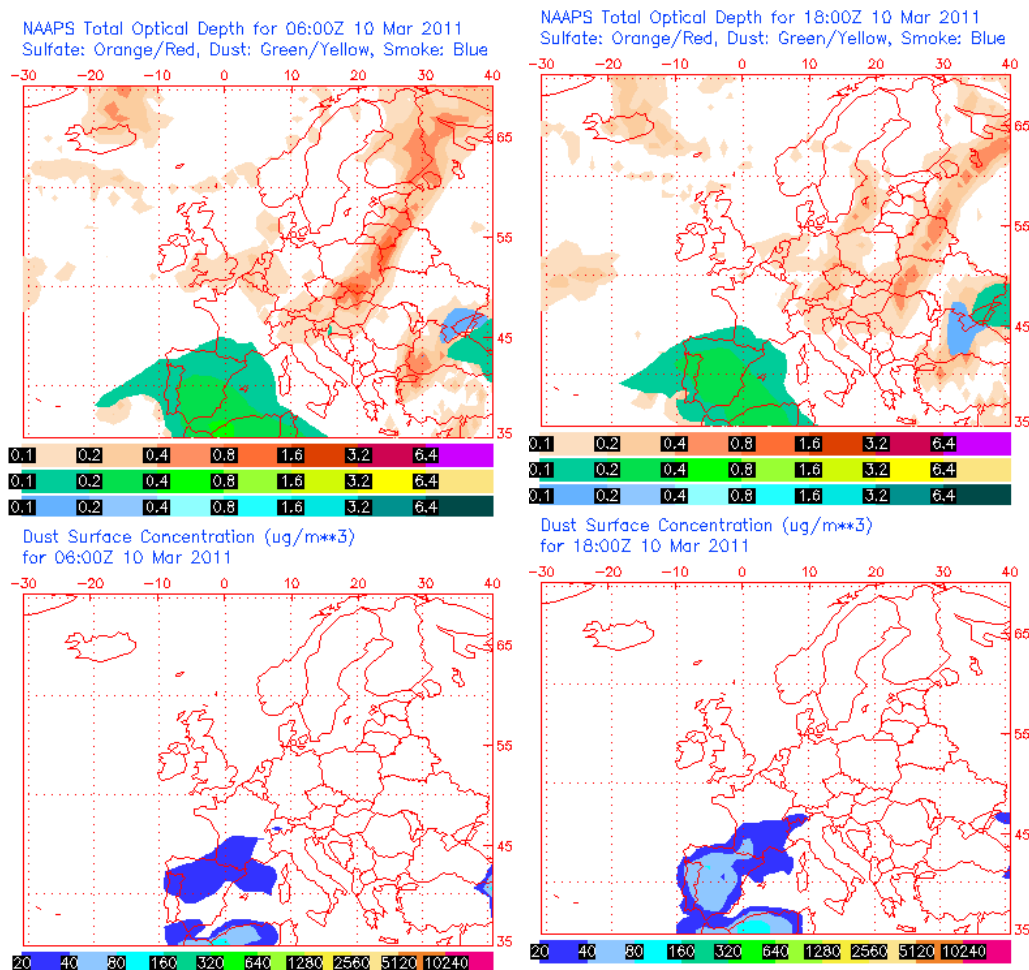 NAAPS Total Optical Depth for 06:00Z 10 Mar 2011
Sulfate: Orange/Red, Dust: Green/Yellow, Smoke: Blue
-30 -20 -10 0 10 20 30 40
65
55
45
35
0.1 0.2 0.4 0.8 1.6 3.2 6.4
0.1 0.2 0.4 0.8 1.6 3.2 6.4
0.1 0.2 0.4 0.8 1.6 3.2 6.4
NAAPS Total Optical Depth for 18:00Z 10 Mar 2011
Sulfate: Orange/Red, Dust: Green/Yellow, Smoke: Blue
-30 -20 -10 0 10 20 30 40
65
55
45
35
0.1 0.2 0.4 0.8 1.6 3.2 6.4
0.1 0.2 0.4 0.8 1.6 3.2 6.4
0.1 0.2 0.4 0.8 1.6 3.2 6.4
Dust Surface Concentration (ug/m**3)
for 06:00Z 10 Mar 2011
-30 -20 -10 0 10 20 30 40
65
55
45
35
20 40 80 160 320 640 1280 2560 5120 10240
Dust Surface Concentration (ug/m**3)
for 18:00Z 10 Mar 2011
-30 -20 -10 0 10 20 30 40
65
55
45
35
20 40 80 160 320 640 1280 2560 5120 10240